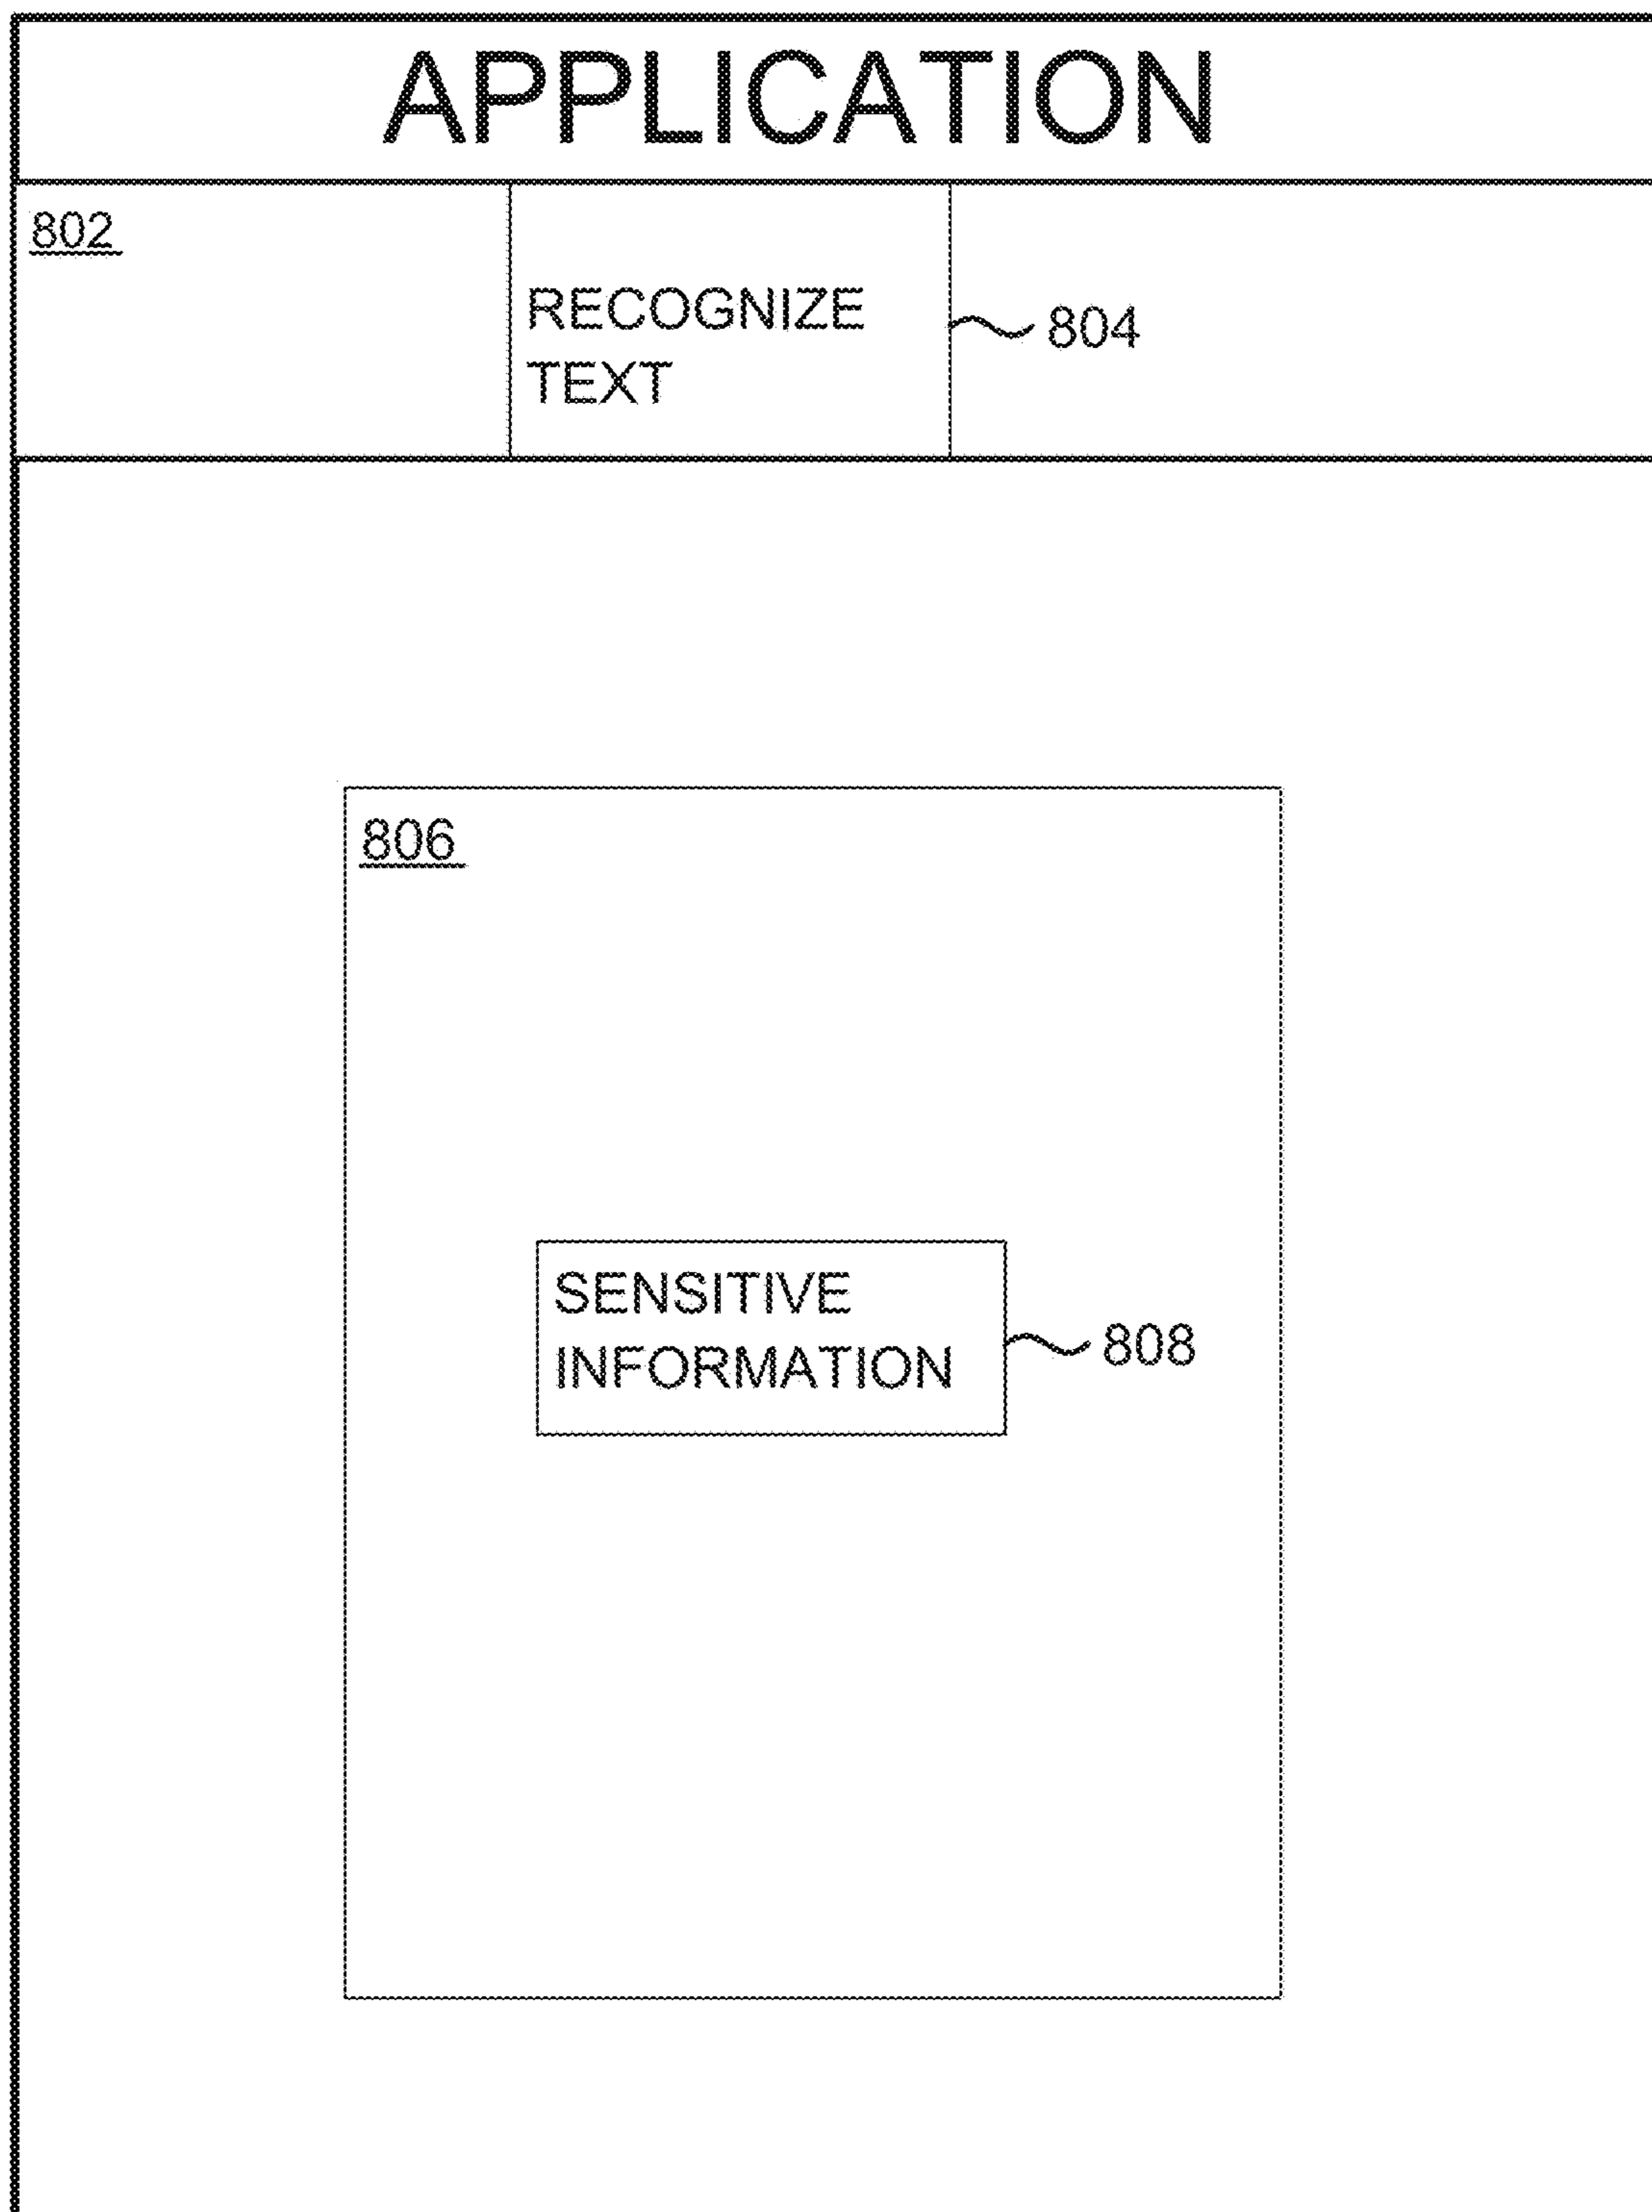 APPLICATION
802
RECOGNIZE
TEXT
804
806
SENSITIVE
INFORMATION
808